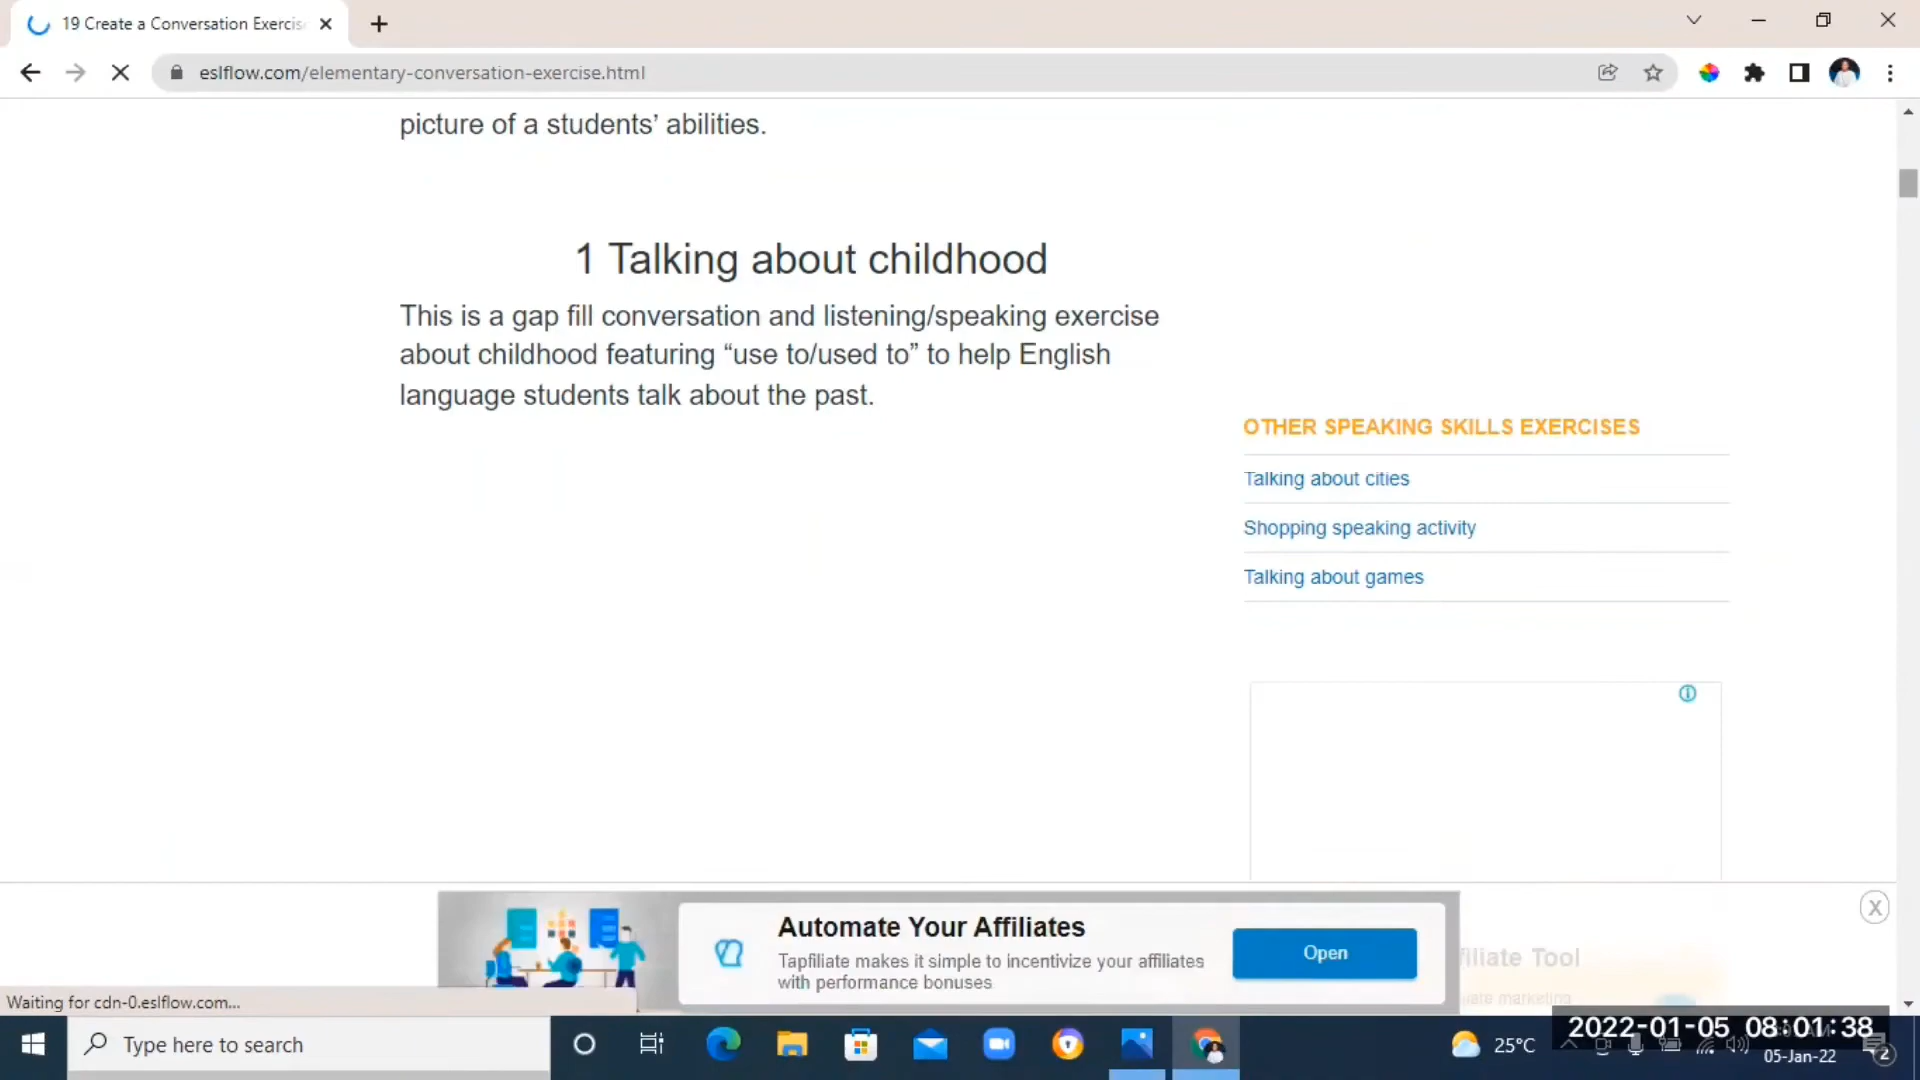 19 Create a Conversation Exercis
eslflow.com/elementary-conversation-exercise.html
picture of a students’ abilities.
1 Talking about childhood
This is a gap fill conversation and listening/speaking exercise
about childhood featuring “use to/used to” to help English
language students talk about the past.
OTHER SPEAKING SKILLS EXERCISES
Talking about cities
Shopping speaking activity
Talking about games
Automate Your Affiliates
Tapfiliate makes it simple to incentivize your affiliates
with performance bonuses
Open
filiate Tool
marketing
X
Waiting for cdn-0.eslflow.com...
Type here to search
25°C
2022-01-05 08:01:38
05-Jan-22
2